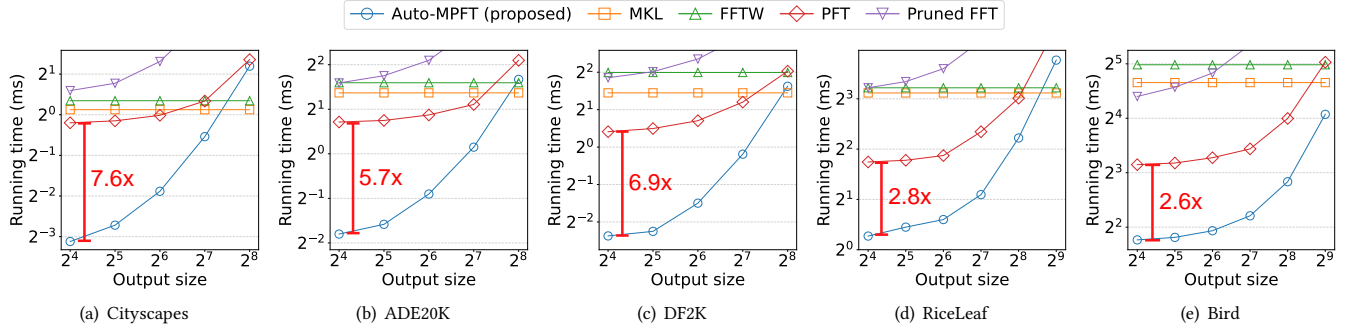 Auto-MPFT (proposed) MKL FFTW PFT Pruned FFT
Running time (ms)
2^1
2^0
2^−1
2^−2
2^−3
7.6x
2^4 2^5 2^6 2^7 2^8
Output size
(a) Cityscapes
Running time (ms)
2^2
2^1
2^0
2^−1
2^−2
5.7x
2^4 2^5 2^6 2^7 2^8
Output size
(b) ADE20K
Running time (ms)
2^2
2^1
2^0
2^−1
2^−2
6.9x
2^4 2^5 2^6 2^7 2^8
Output size
(c) DF2K
Running time (ms)
2^3
2^2
2^1
2^0
2.8x
2^4 2^5 2^6 2^7 2^8 2^9
Output size
(d) RiceLeaf
Running time (ms)
2^5
2^4
2^3
2^2
2.6x
2^4 2^5 2^6 2^7 2^8 2^9
Output size
(e) Bird